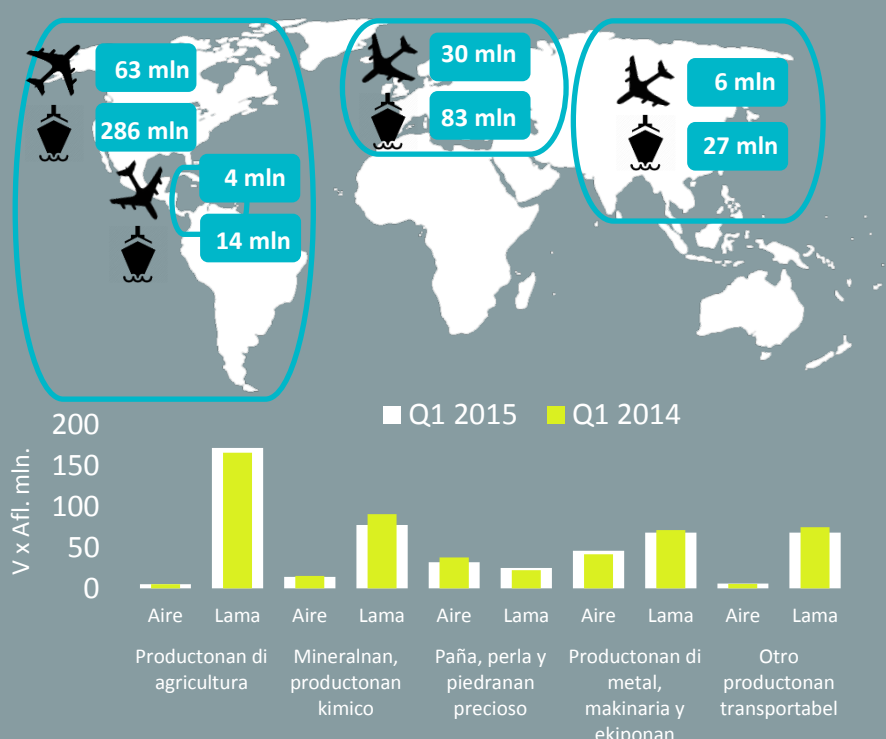 63 mln
286 mln
4 mln
14 mln
30 mln
83 mln
6 mln
27 mln
Q1 2015 Q1 2014
V x Afl. mln.
200
150
100
50
0
Aire Lama Aire Lama Aire Lama Aire Lama Aire Lama
Productonan di
agricultura
Mineralnan,
productonan
kimico
Paña, perla y
piedranan
precioso
Productonan di
metal,
makinaria y
ekiponan
Otro
productonan
transportabel